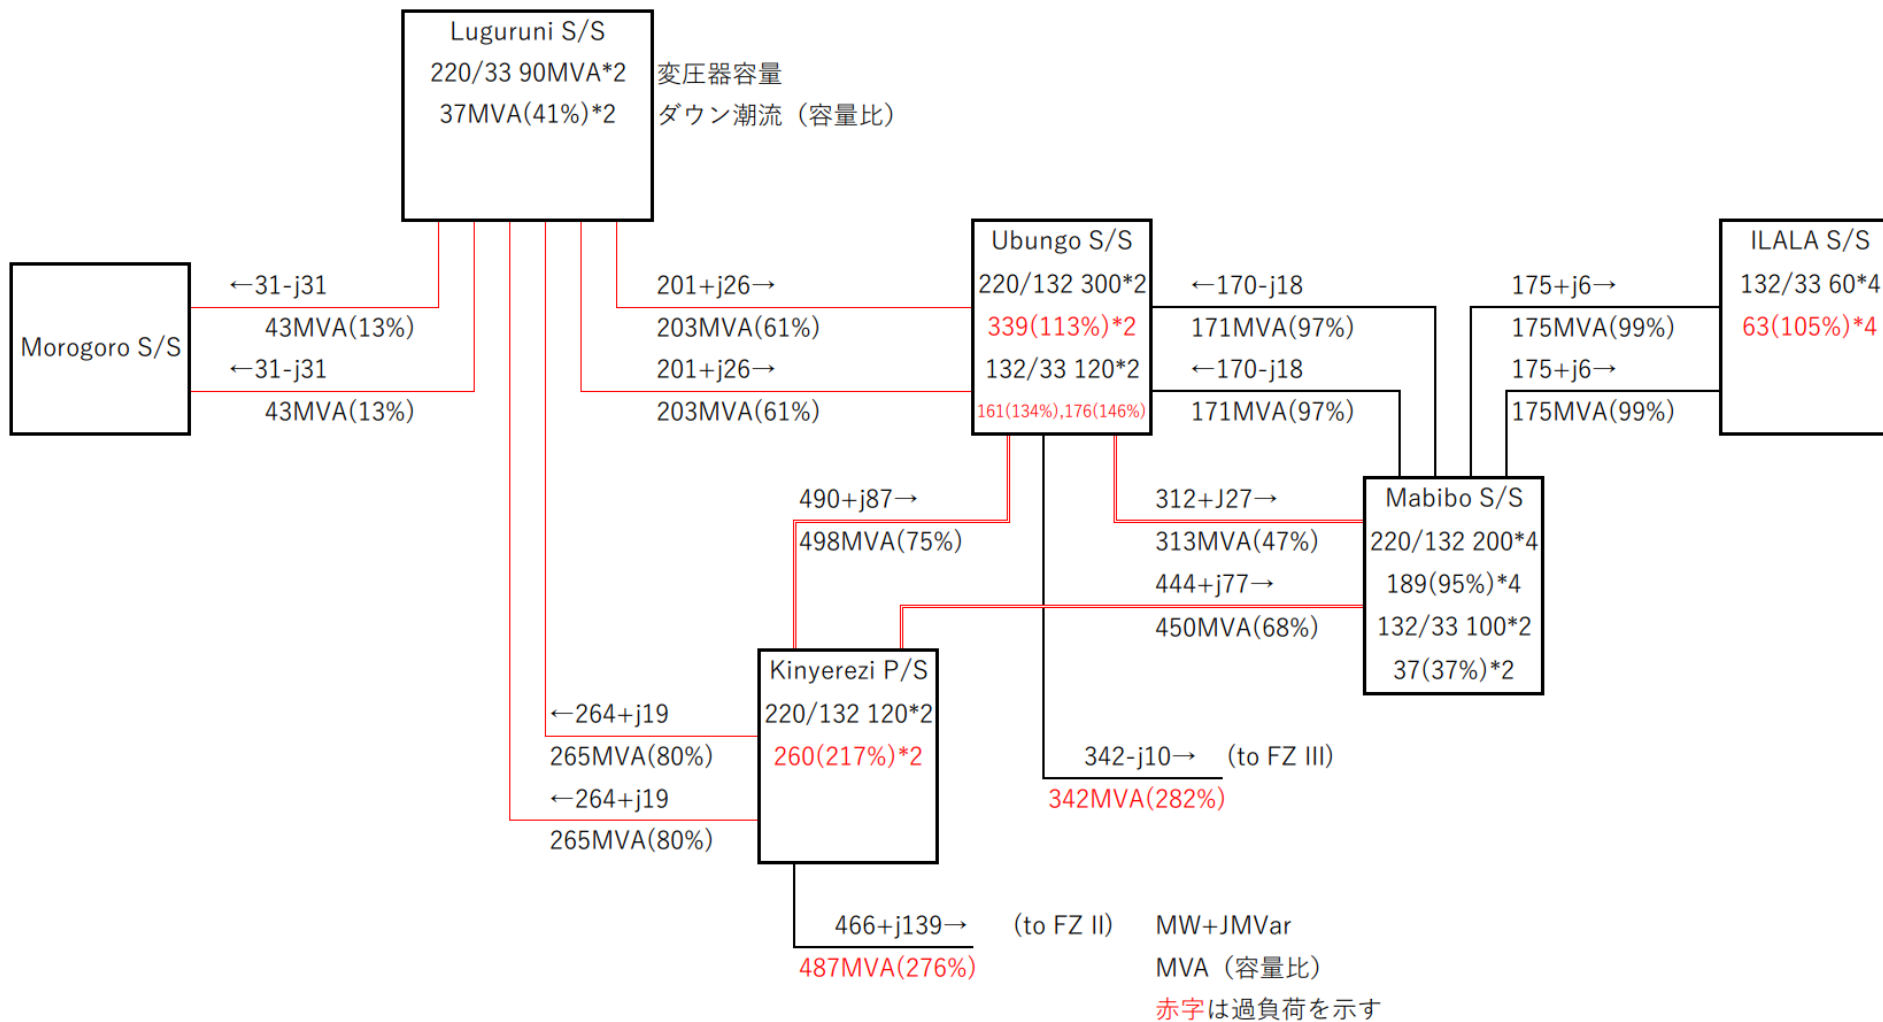 Luguruni S/S
220/33 90MVA*2
変圧器容量
37MVA(41%)*2
ダウン潮流（容量比）
Morogoro S/S
←31-j31
43MVA(13%)
←31-j31
43MVA(13%)
201+j26→
203MVA(61%)
201+j26→
203MVA(61%)
Ubungo S/S
220/132 300*2
339(113%)*2
132/33 120*2
161(134%),176(146%)
←170-j18
171MVA(97%)
←170-j18
171MVA(97%)
175+j6→
175MVA(99%)
175+j6→
175MVA(99%)
ILALA S/S
132/33 60*4
63(105%)*4
490+j87→
498MVA(75%)
312+J27→
313MVA(47%)
444+j77→
450MVA(68%)
Mabibo S/S
220/132 200*4
189(95%)*4
132/33 100*2
37(37%)*2
Kinyerezi P/S
220/132 120*2
260(217%)*2
←264+j19
265MVA(80%)
←264+j19
265MVA(80%)
342-j10→ (to FZ III)
342MVA(282%)
466+j139→ (to FZ II)
487MVA(276%)
MW+JMVar
MVA（容量比）
赤字は過負荷を示す